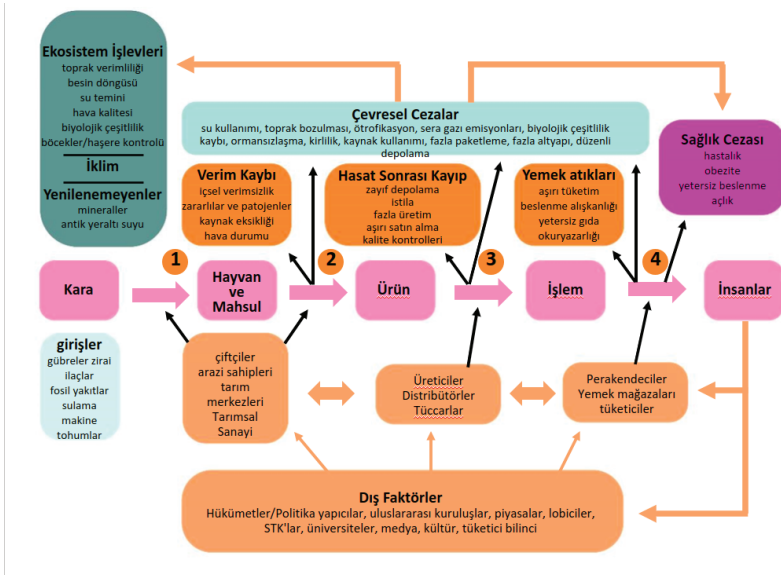 Ekosistem İşlevleri
toprak verimliliği
besin döngüsü
su temini
hava kalitesi
biyolojik çeşitlilik
böcekler/haşere kontrolü
İklim
Yenilenemeyenler
mineraller
antik yeraltı suyu
Çevresel Cezalar
su kullanımı, toprak bozulması, ötrofikasyon, sera gazı emisyonları, biyolojik çeşitlilik
kaybı, ormansızlaşma, kirlilik, kaynak kullanımı, fazla paketleme, fazla altyapı, düzenli
depolama
Sağlık Cezası
hastalık
obezite
yetersiz beslenme
açlık
Verim Kaybı
içsel verimsizlik
zararlılar ve patojenler
kaynak eksikliği
hava durumu
Hasat Sonrası Kayıp
zayıf depolama
istila
fazla üretim
aşırı satın alma
kalite kontrolleri
Yemek atıkları
aşırı tüketim
beslenme alışkanlığı
yetersiz gıda
okuryazarlığı
1
2
3
4
Kara
Hayvan
ve
Mahsul
Ürün
İşlem
İnsanlar
girişler
gübreler zirai
ilaçlar
fosil yakıtlar
sulama
makine
tohumlar
çiftçiler
arazi sahipleri
tarım
merkezleri
Tarımsal
Sanayi
Üreticiler
Distribütörler
Tüccarlar
Perakendeciler
Yemek mağazaları
tüketiciler
Dış Faktörler
Hükümetler/Politika yapıcılar, uluslararası kuruluşlar, piyasalar, lobiciler,
STK'lar, üniversiteler, medya, kültür, tüketici bilinci